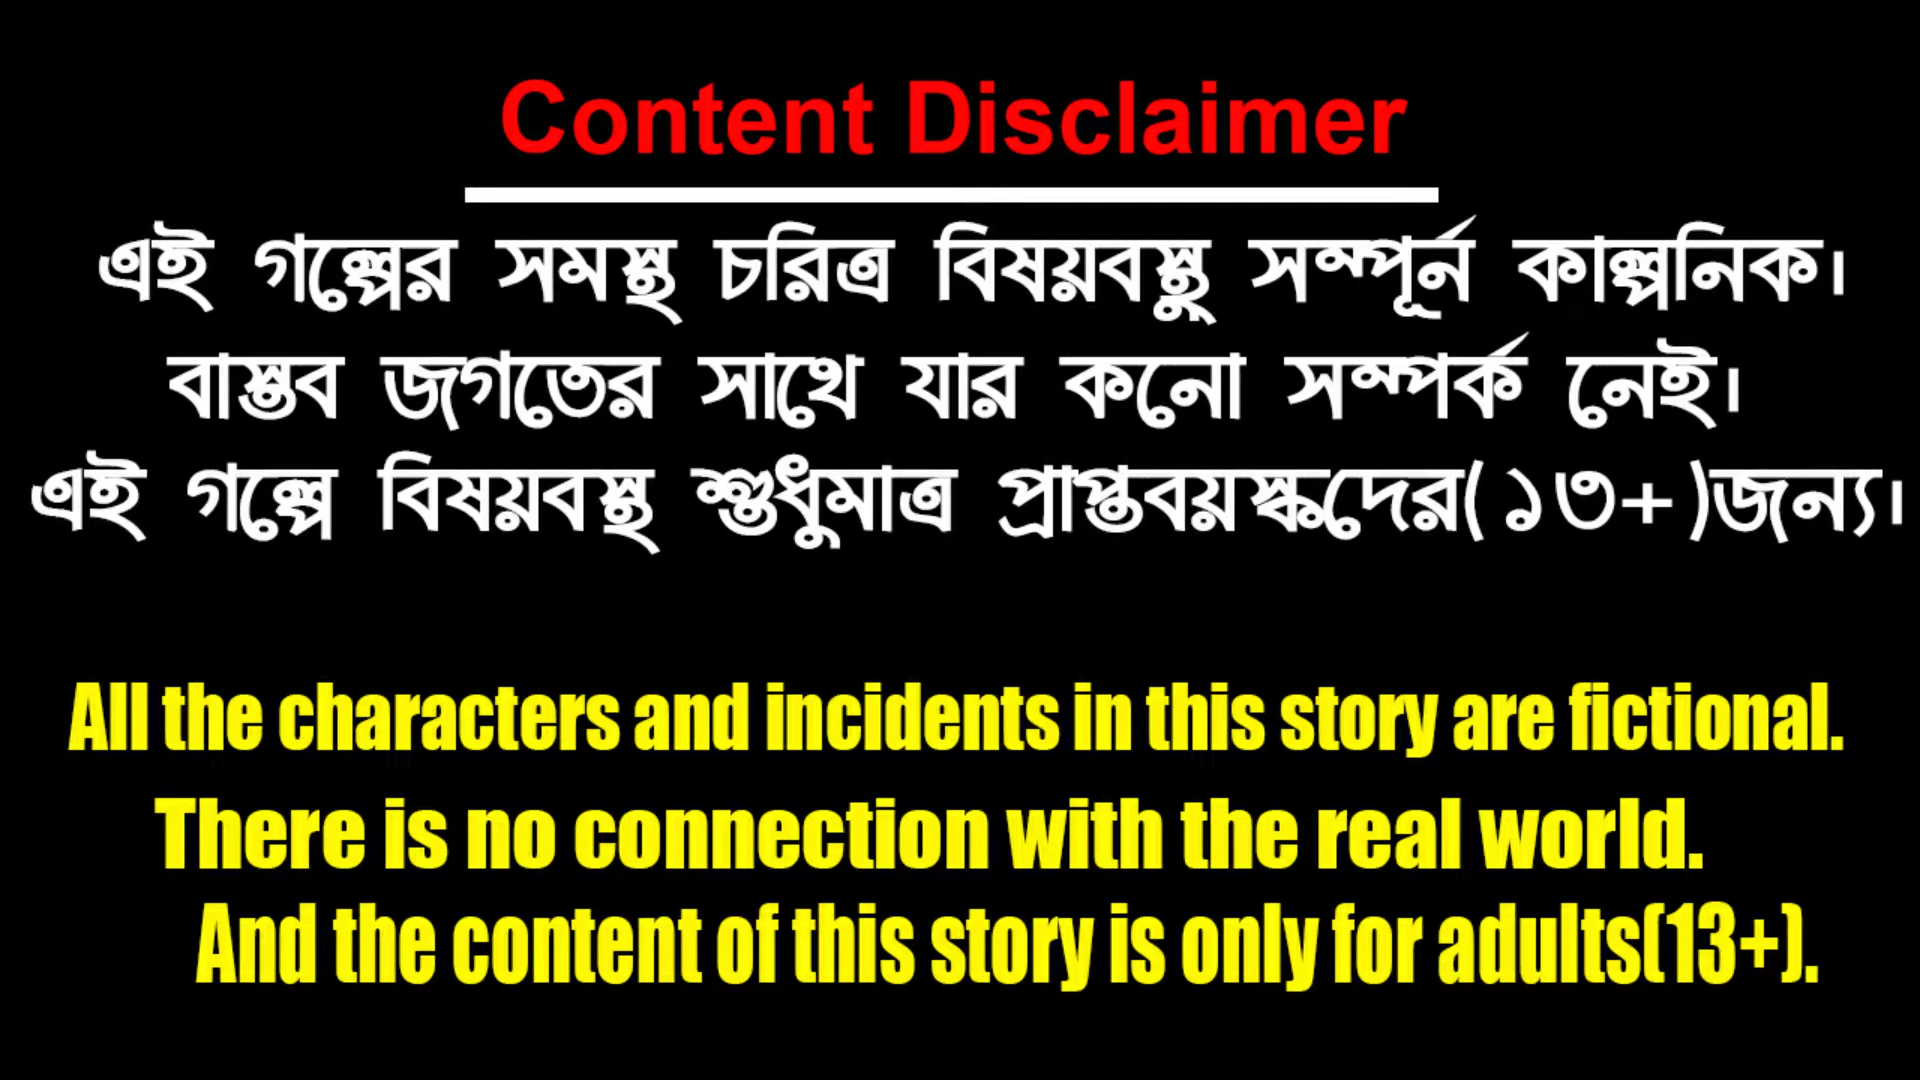 Content Disclaimer
এই গল্পের সমস্থ চরিত্র বিষয়বস্তু সম্পূর্ন কাল্পনিক।
বাস্তব জগতের সাথে যার কনো সম্পর্ক নেই।
এই গল্পে বিষয়বস্থ শুধুমাত্র প্রাপ্তবয়স্কদের(১৩+)জন্য।
All the characters and incidents in this story are fictional.
There is no connection with the real world.
And the content of this story is only for adults(13+).